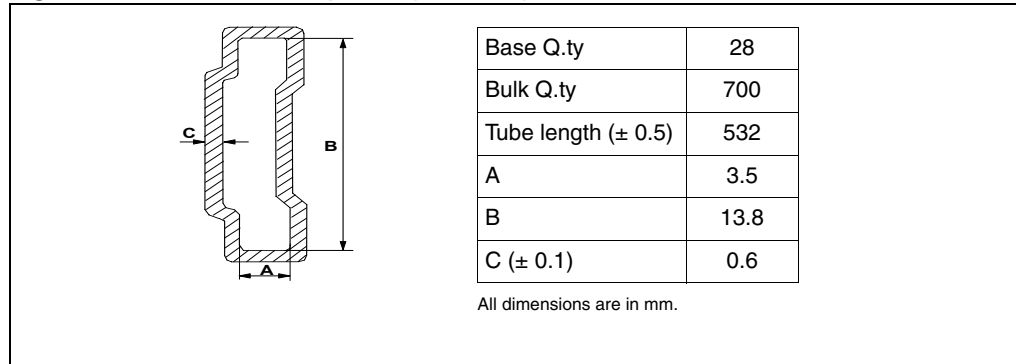 C
B
A
Base Q.ty 28
Bulk Q.ty 700
Tube length (± 0.5) 532
A 3.5
B 13.8
C (± 0.1) 0.6
All dimensions are in mm.